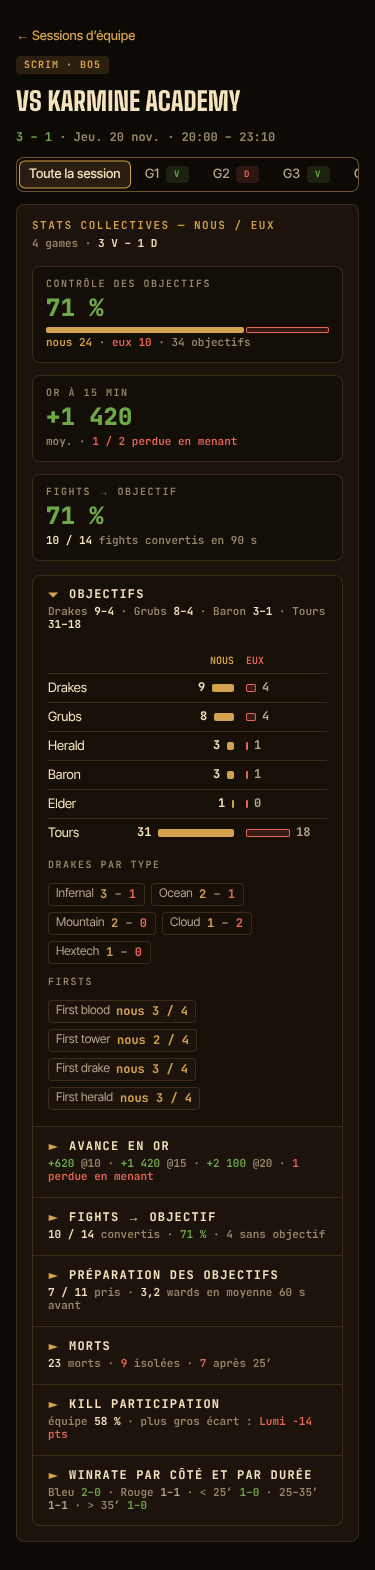 ← Sessions d’équipe
SCRIM · BO5
VS KARMINE ACADEMY
3 – 1 · Jeu. 20 nov. · 20:00 – 23:10
Toute la session G1 V G2 D G3 V
STATS COLLECTIVES — NOUS / EUX
4 games · 3 V – 1 D
CONTRÔLE DES OBJECTIFS
71 %
nous 24 · eux 10 · 34 objectifs
OR À 15 MIN
+1 420
moy. · 1 / 2 perdue en menant
FIGHTS → OBJECTIF
71 %
10 / 14 fights convertis en 90 s
OBJECTIFS
Drakes 9–4 · Grubs 8–4 · Baron 3–1 · Tours
31–18
NOUS EUX
Drakes 9 4
Grubs 8 4
Herald 3 1
Baron 3 1
Elder 1 0
Tours 31 18
DRAKES PAR TYPE
Infernal 3 – 1 Ocean 2 – 1
Mountain 2 – 0 Cloud 1 – 2
Hextech 1 – 0
FIRSTS
First blood nous 3 / 4
First tower nous 2 / 4
First drake nous 3 / 4
First herald nous 3 / 4
► AVANCE EN OR
+620 @10 · +1 420 @15 · +2 100 @20 · 1
perdue en menant
► FIGHTS → OBJECTIF
10 / 14 convertis · 71 % · 4 sans objectif
► PRÉPARATION DES OBJECTIFS
7 / 11 pris · 3,2 wards en moyenne 60 s
avant
► MORTS
23 morts · 9 isolées · 7 après 25’
► KILL PARTICIPATION
équipe 58 % · plus gros écart : Lumi -14
pts
► WINRATE PAR CÔTÉ ET PAR DURÉE
Bleu 2–0 · Rouge 1–1 · < 25’ 1–0 · 25–35’
1–1 · > 35’ 1–0